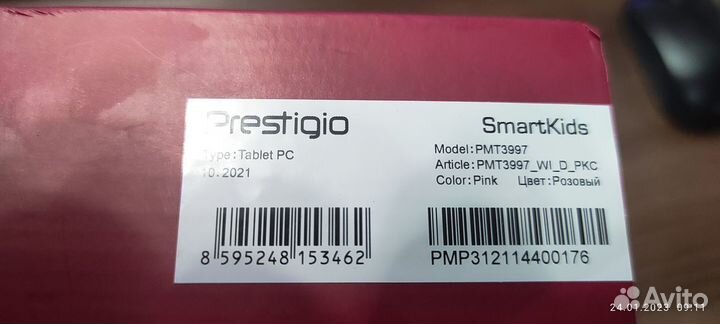 Prestigio
SmartKids
Type:Tablet PC
10.2021
Model:PMT3997
Article:PMT3997_WI_D_PKC
Color:Pink Цвет:Розовый
8 595248 153462
PMP312114400176
Avito
24.01.2023 09:11